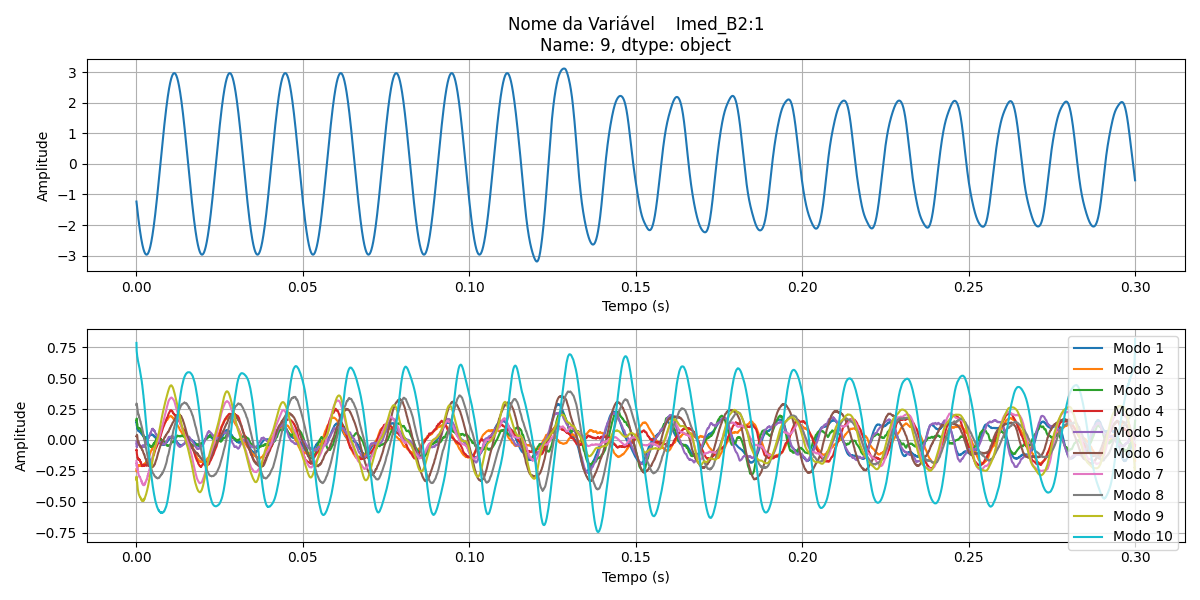 Nome da Variável    Imed_B2:1
Name: 9, dtype: object
Amplitude
3
2
1
0
−1
−2
−3
0.00 0.05 0.10 0.15 0.20 0.25 0.30
Tempo (s)
Amplitude
0.75
0.50
0.25
0.00
−0.25
−0.50
−0.75
Modo 1
Modo 2
Modo 3
Modo 4
Modo 5
Modo 6
Modo 7
Modo 8
Modo 9
Modo 10
0.00 0.05 0.10 0.15 0.20 0.25 0.30
Tempo (s)